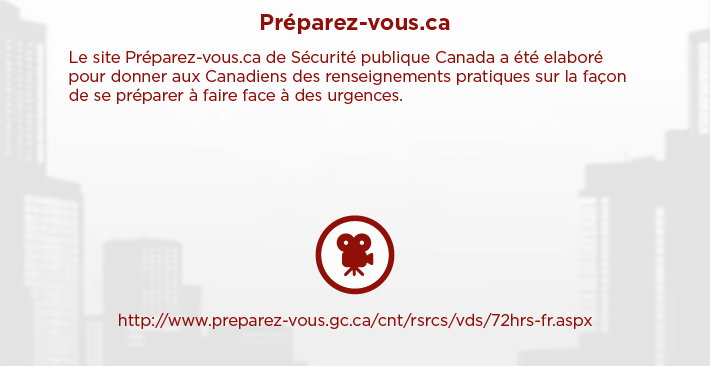 Préparez-vous.ca
Le site Préparez-vous.ca de Sécurité publique Canada a été elaboré
pour donner aux Canadiens des renseignements pratiques sur la façon
de se préparer à faire face à des urgences.
http://www.preparez-vous.gc.ca/cnt/rsrcs/vds/72hrs-fr.aspx